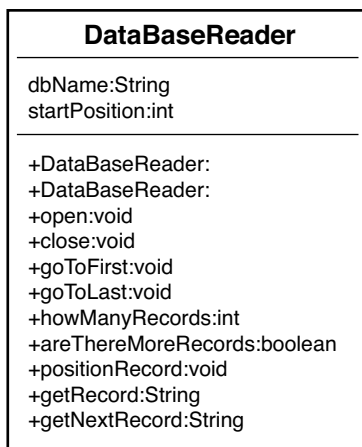 DataBaseReader
dbName:String
startPosition:int
+DataBaseReader:
+DataBaseReader:
+open:void
+close:void
+goToFirst:void
+goToLast:void
+howManyRecords:int
+areThereMoreRecords:boolean
+positionRecord:void
+getRecord:String
+getNextRecord:String